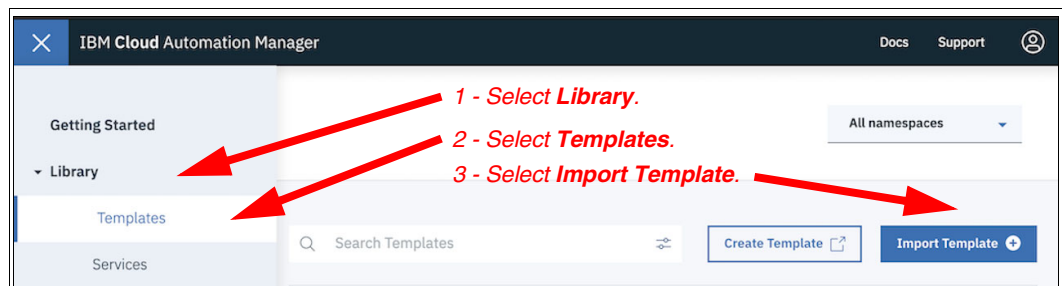 IBM Cloud Automation Manager
Docs Support
1 - Select Library.
Getting Started
All namespaces
2 - Select Templates.
Library
3 - Select Import Template.
Templates
Search Templates
Create Template
Import Template
Services